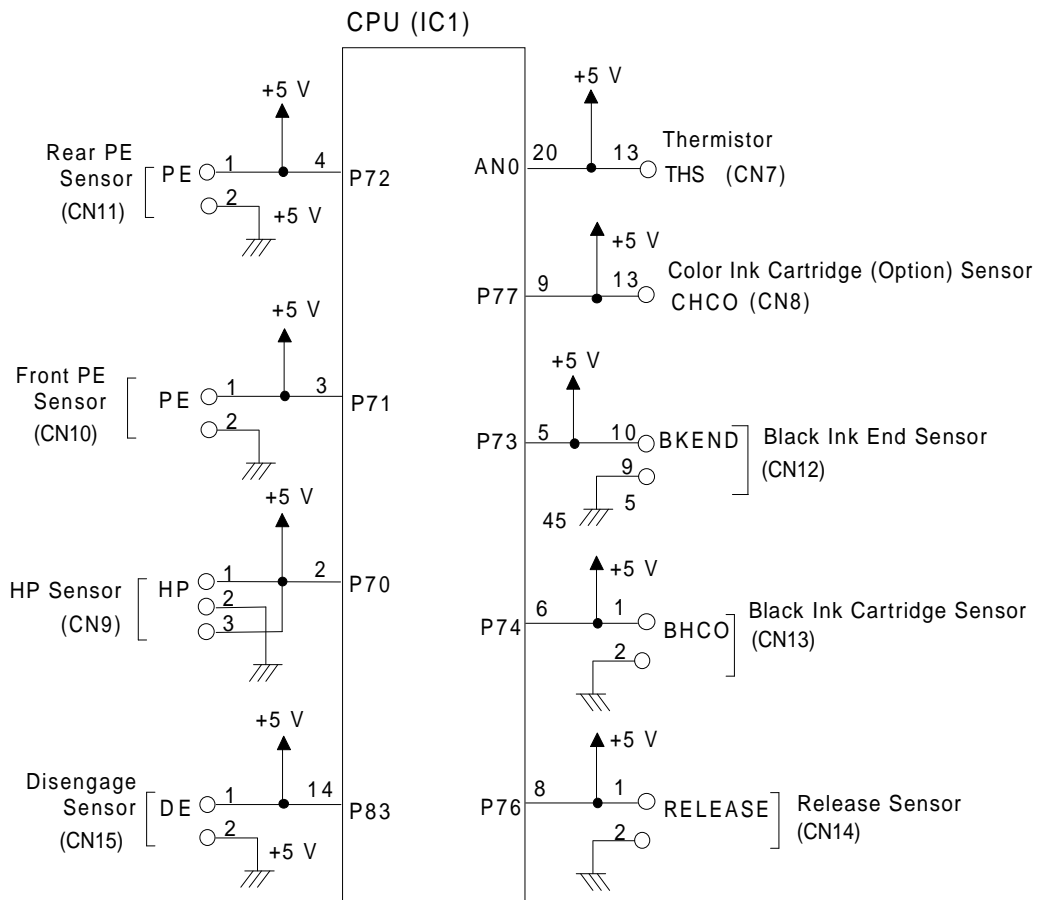 CPU (IC1)
+5 V
Rear PE
Sensor
(CN11)
PE
1
4
P72
2
+5 V
Front PE
Sensor
(CN10)
PE
+5 V
1
3
P71
2
HP Sensor
(CN9)
HP
+5 V
1
2
P70
2
3
Disengage
Sensor
(CN15)
DE
+5 V
1
14
P83
2
+5 V
+5 V
AN0
20
13
Thermistor
THS (CN7)
+5 V
P77
9
13
Color Ink Cartridge (Option) Sensor
CHCO (CN8)
+5 V
P73
5
10
BKEND
Black Ink End Sensor
(CN12)
9
45
5
+5 V
P74
6
1
BHCO
Black Ink Cartridge Sensor
(CN13)
2
+5 V
P76
8
1
RELEASE
Release Sensor
(CN14)
2